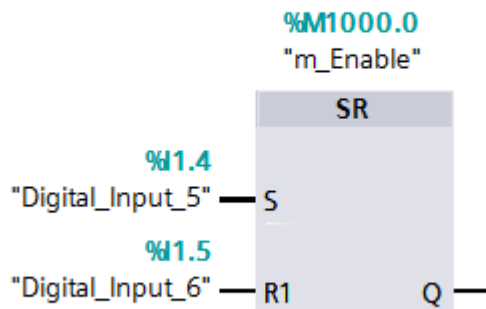 %M1000.0
"m_Enable"
SR
%I1.4
"Digital_Input_5"
S
%I1.5
"Digital_Input_6"
R1
Q